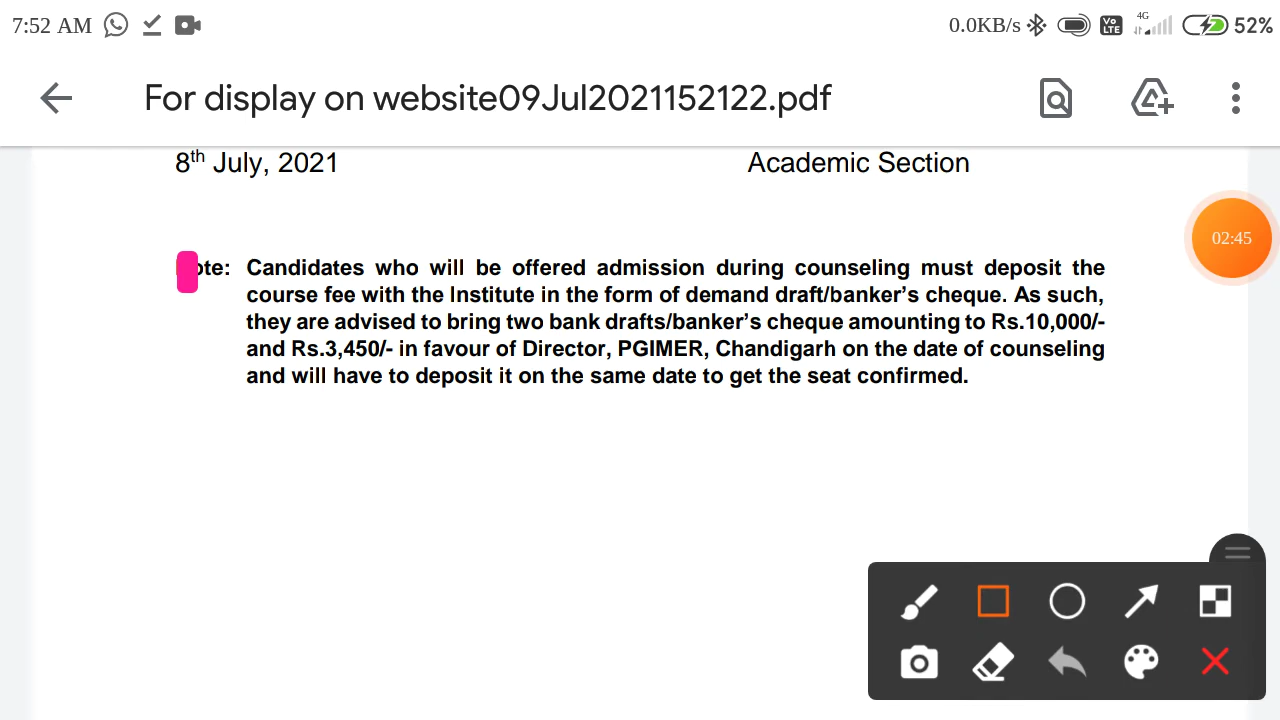 7:52 AM 0.0KB/s Vo LTE 4G 52%
For display on website09Jul2021152122.pdf
8th July, 2021 Academic Section
02:45
ote: Candidates who will be offered admission during counseling must deposit the
course fee with the Institute in the form of demand draft/banker’s cheque. As such,
they are advised to bring two bank drafts/banker’s cheque amounting to Rs.10,000/-
and Rs.3,450/- in favour of Director, PGIMER, Chandigarh on the date of counseling
and will have to deposit it on the same date to get the seat confirmed.